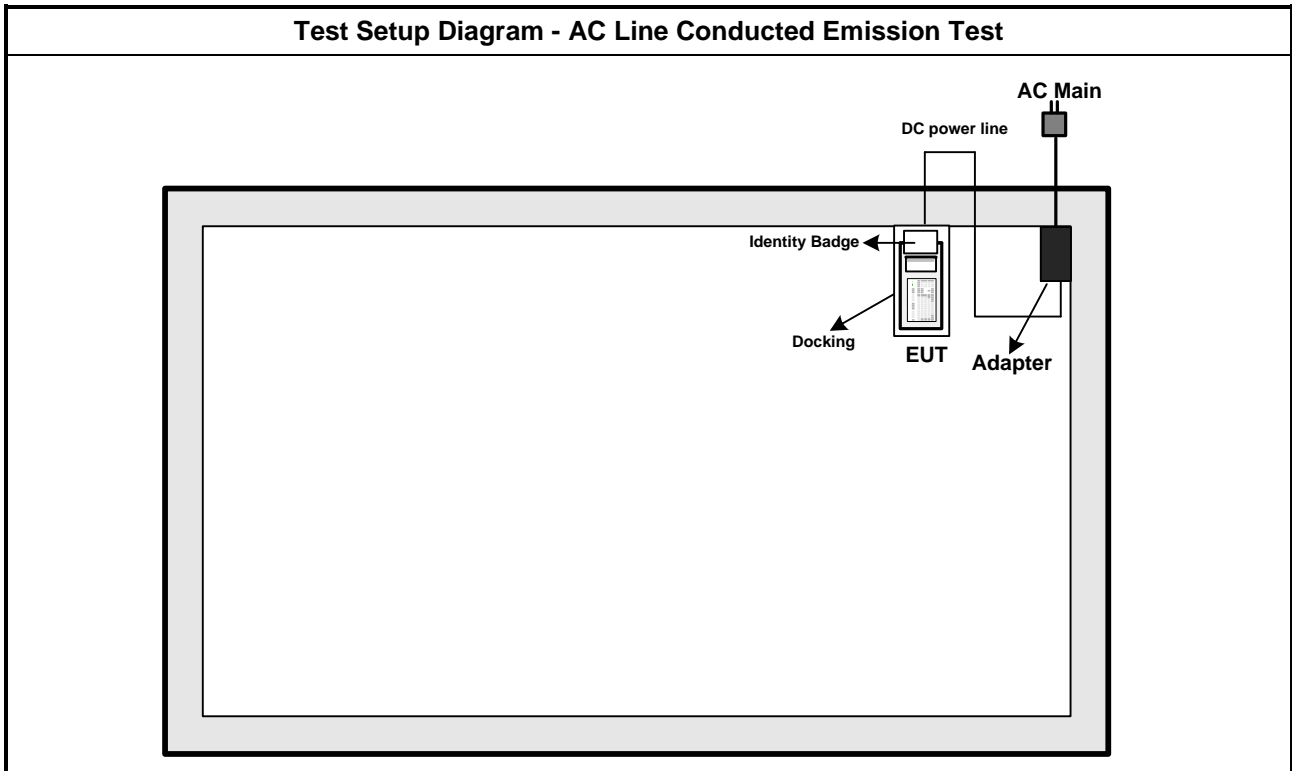 Test Setup Diagram - AC Line Conducted Emission Test
AC Main
DC power line
Identity Badge
Docking
EUT
Adapter